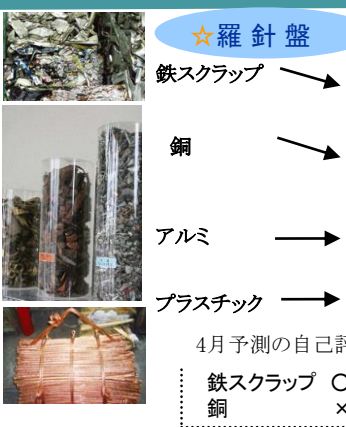 ☆羅針盤
鉄スクラップ
銅
アルミ
プラスチック
4月予測の自己評
鉄スクラップ ○
銅 ×